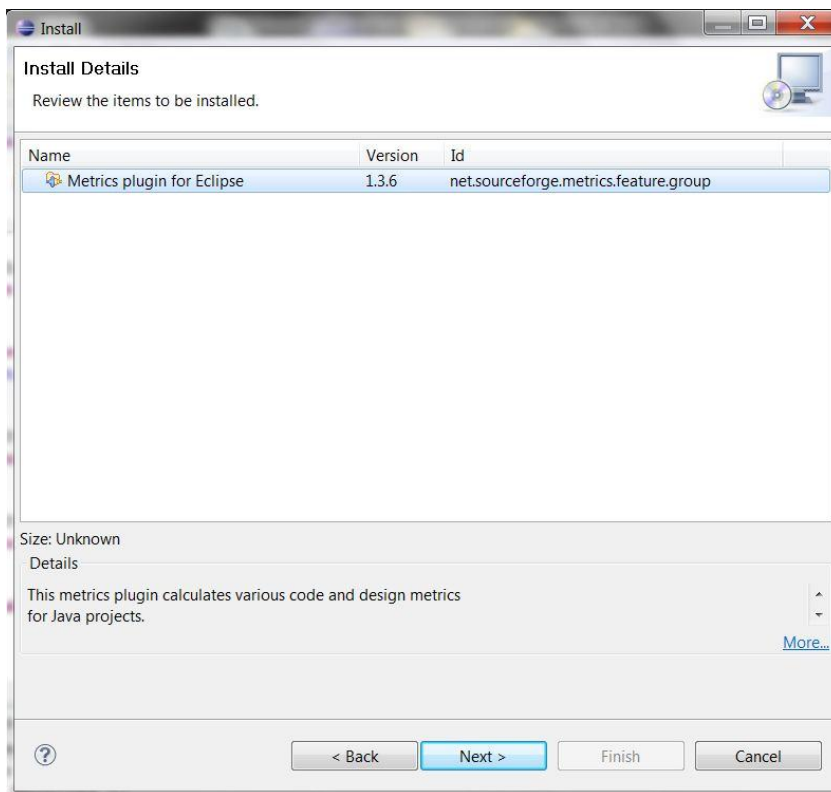 Install
Install Details
Review the items to be installed.
Name Version Id
Metrics plugin for Eclipse 1.3.6 net.sourceforge.metrics.feature.group
Size: Unknown
Details
This metrics plugin calculates various code and design metrics
for Java projects.
More...
? < Back Next > Finish Cancel